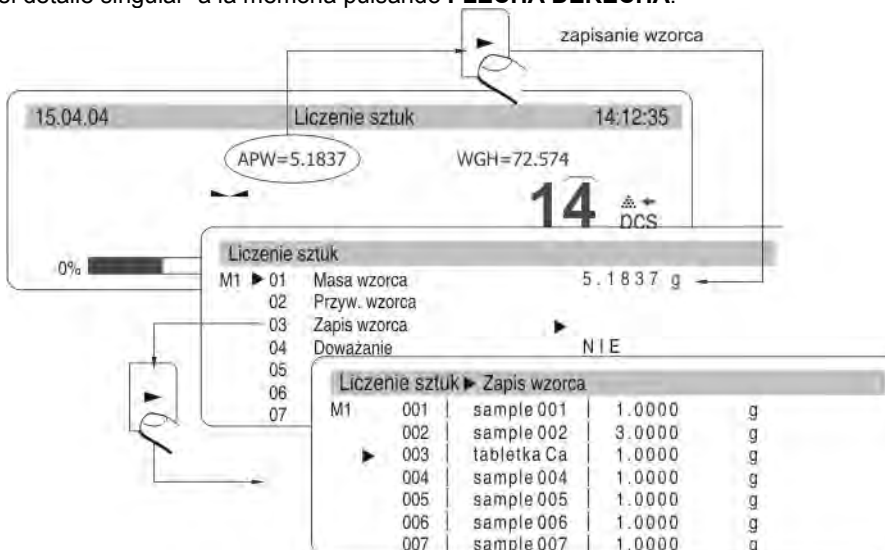 el detalle singular" a la memoria pulsando FLECHA DERECHA.
zapisanie wzorca
15.04.04 Liczenie sztuk 14:12:35
APW=5.1837 WGH=72.574
14
DCS
0%
Liczenie sztuk
M1 ► 01 Masa wzorca 5.1837 g
02 Przyw. wzorca
03 Zapis wzorca ►
04 Doważanie NIE
05
06
07
Liczenie sztuk ► Zapis wzorca
M1 001 | sample 001 | 1.0000 g
002 | sample 002 | 3.0000 g
► 003 | tabletka Ca | 1.0000 g
004 | sample 004 | 1.0000 g
005 | sample 005 | 1.0000 g
006 | sample 006 | 1.0000 g
007 | sample 007 | 1.0000 g